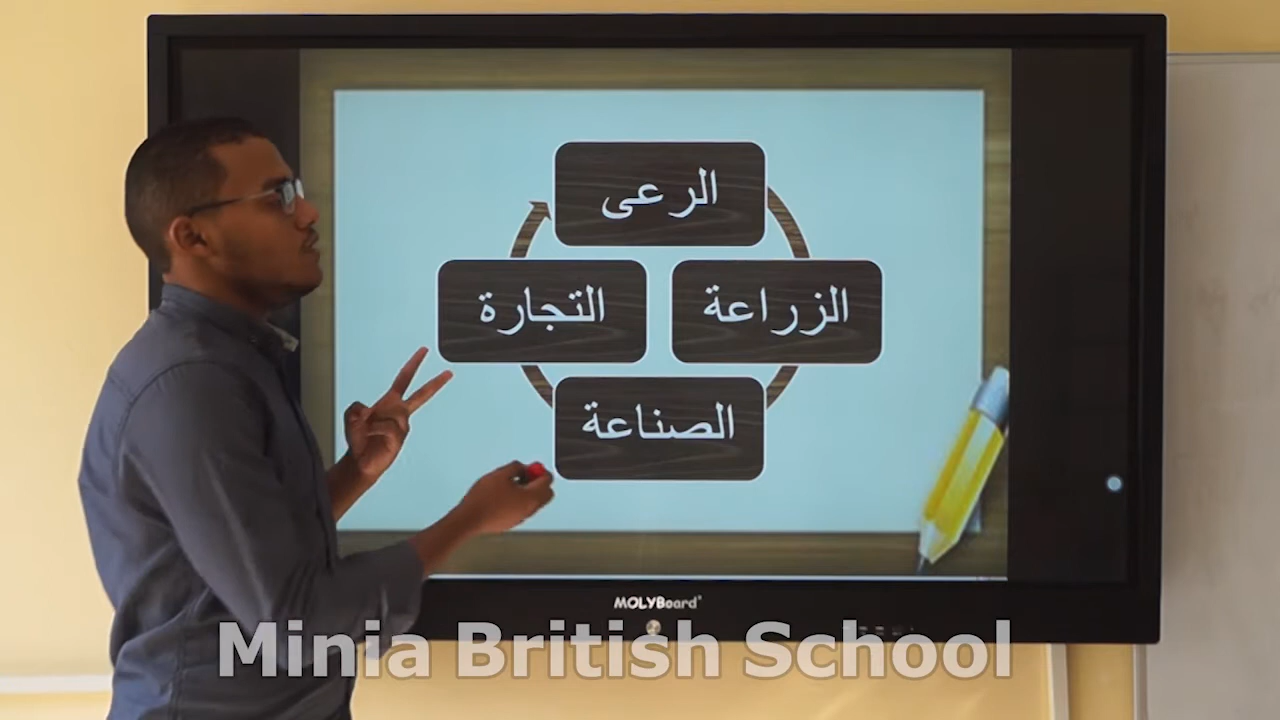 الرعى
الزراعة
التجارة
الصناعة
MOLYBoard
Minia British School